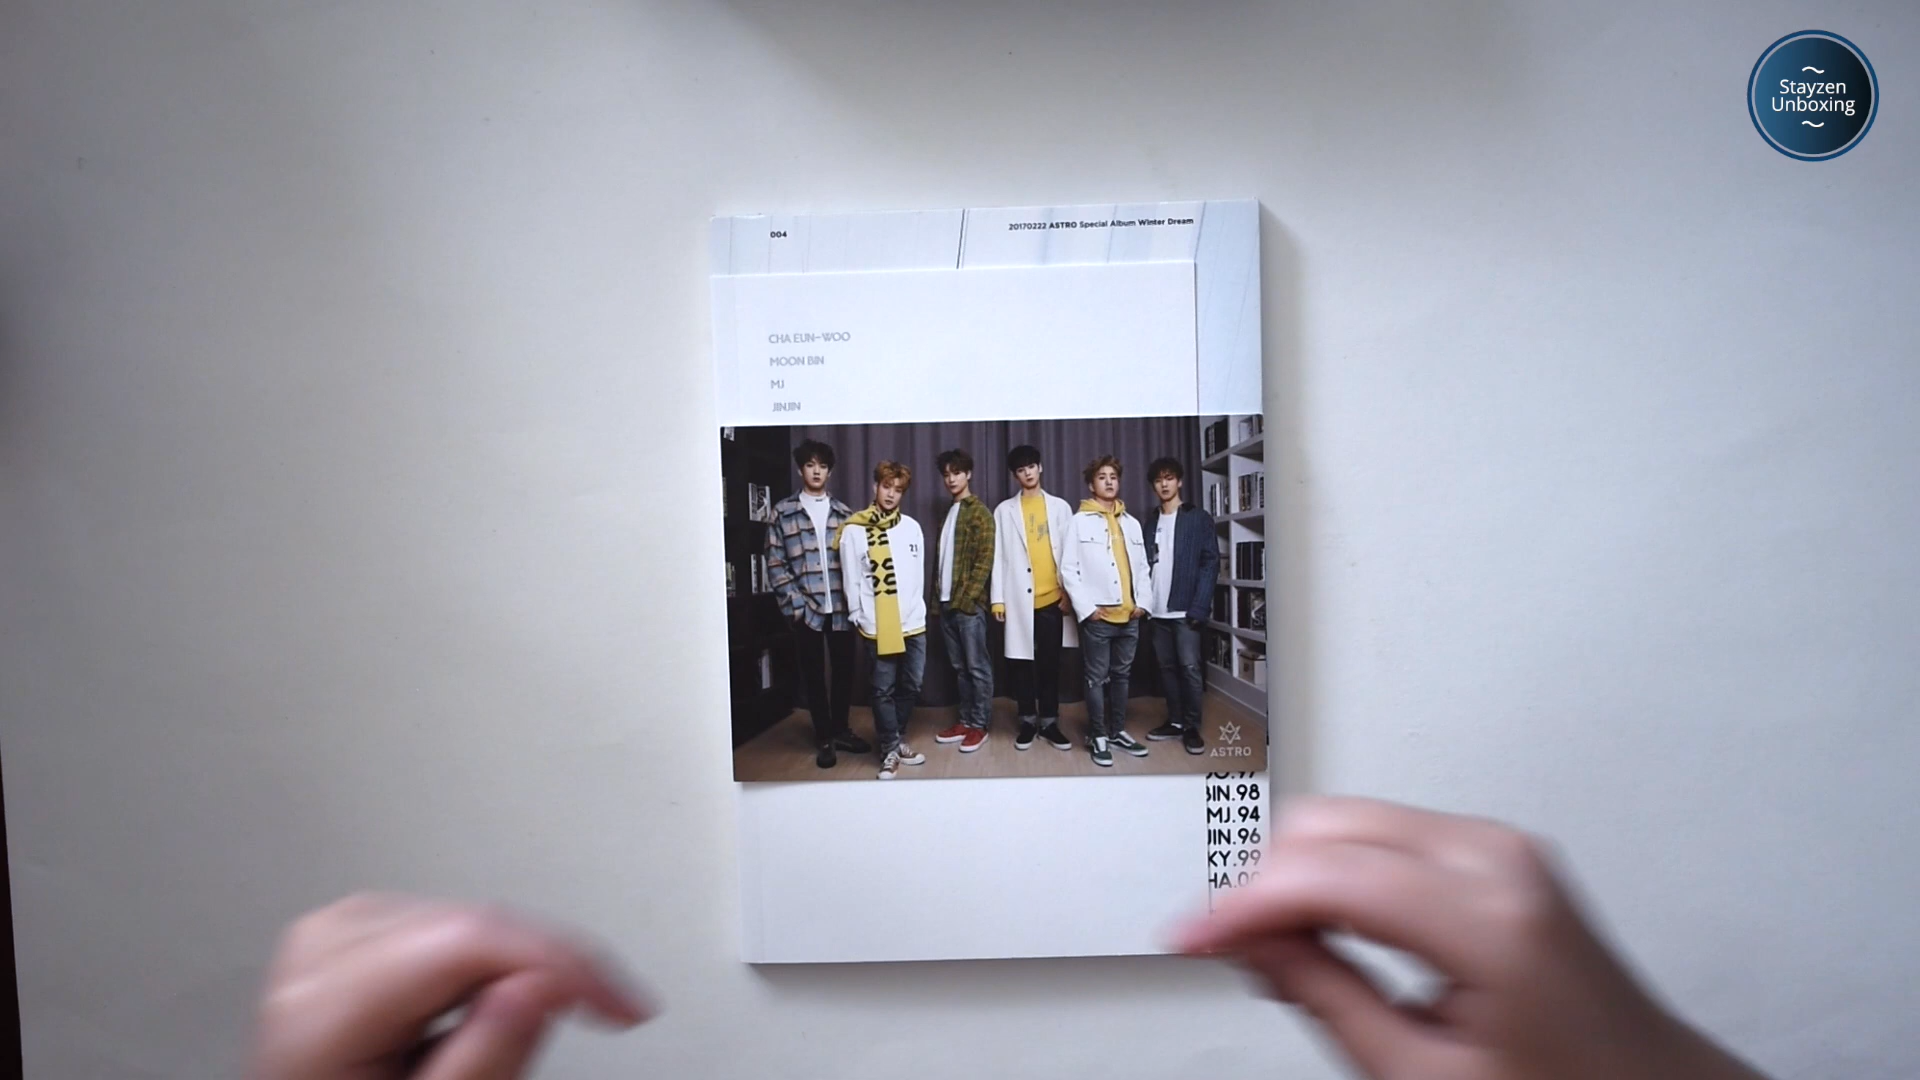 Stayzen
Unboxing
004
20170222 ASTRO Special Album Winter Dream
CHA EUN-WOO
MOON BIN
MJ
JINJIN
21
ASTRO
BIN.98
MJ.94
JIN.96
KY.99